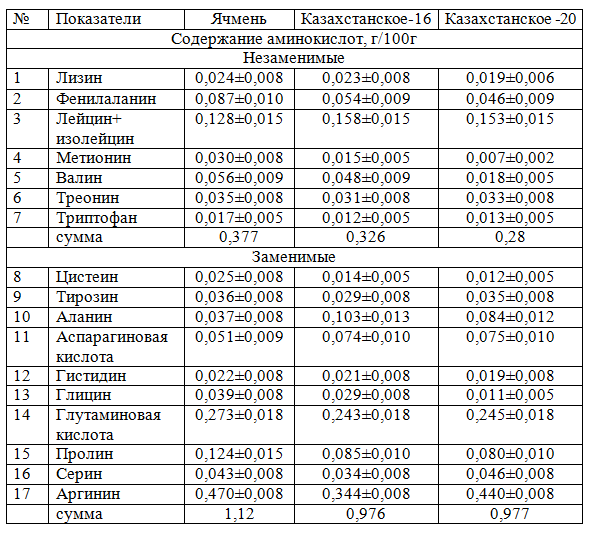 № Показатели Ячмень Казахстанское-16 Казахстанское -20
Содержание аминокислот, г/100г
Незаменимые
1 Лизин 0,024±0,008 0,023±0,008 0,019±0,006
2 Фенилаланин 0,087±0,010 0,054±0,009 0,046±0,009
3 Лейцин+ 0,128±0,015 0,158±0,015 0,153±0,015
изолейцин
4 Метионин 0,030±0,008 0,015±0,005 0,007±0,002
5 Валин 0,056±0,009 0,048±0,009 0,018±0,005
6 Треонин 0,035±0,008 0,031±0,008 0,033±0,008
7 Триптофан 0,017±0,005 0,012±0,005 0,013±0,005
сумма 0,377 0,326 0,28
Заменимые
8 Цистеин 0,025±0,008 0,014±0,005 0,012±0,005
9 Тирозин 0,036±0,008 0,029±0,008 0,035±0,008
10 Аланин 0,037±0,008 0,103±0,013 0,084±0,012
11 Аспарагиновая 0,051±0,009 0,074±0,010 0,075±0,010
кислота
12 Гистидин 0,022±0,008 0,021±0,008 0,019±0,008
13 Глицин 0,039±0,008 0,029±0,008 0,011±0,005
14 Глутаминовая 0,273±0,018 0,243±0,018 0,245±0,018
кислота
15 Пролин 0,124±0,015 0,085±0,010 0,080±0,010
16 Серин 0,043±0,008 0,034±0,008 0,046±0,008
17 Аргинин 0,470±0,008 0,344±0,008 0,440±0,008
сумма 1,12 0,976 0,977